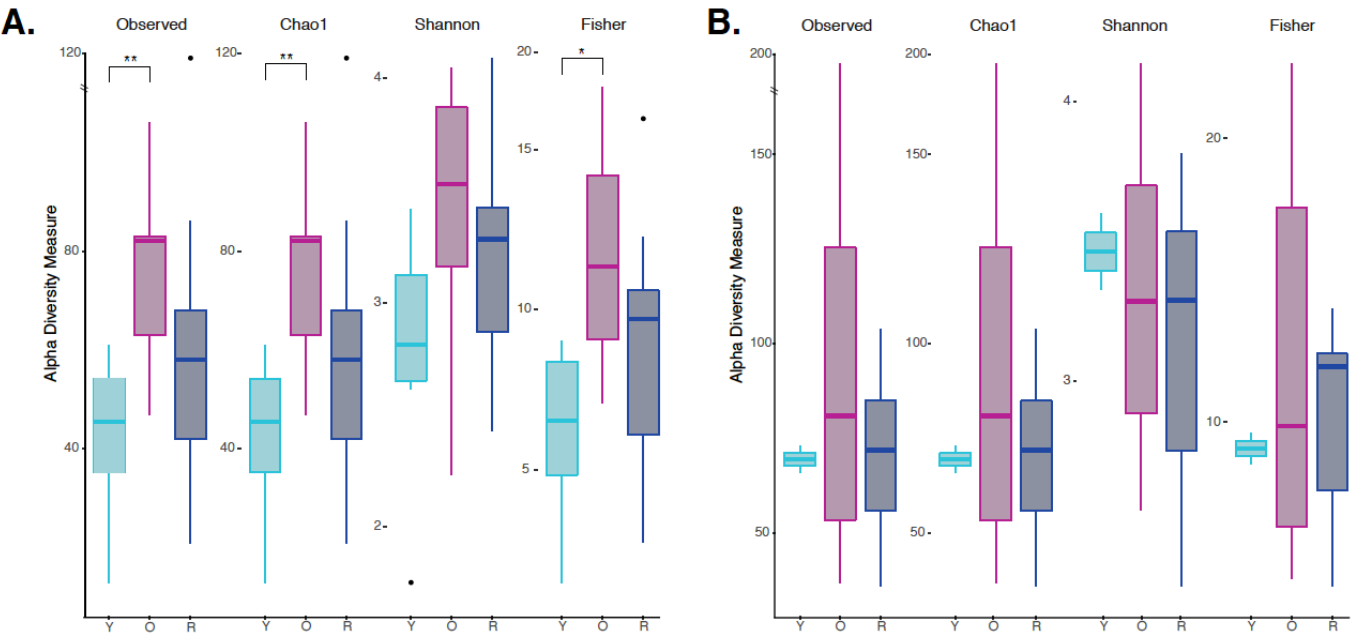 A.
Observed Chao1 Shannon Fisher
120 120 20
** ** *
4
15
80 80
3
10
40 40
5
2
Alpha Diversity Measure
Y O R Y O R Y O R Y O R
B.
Observed Chao1 Shannon Fisher
200 200
4
20
150 150
100 100
3
10
50 50
Alpha Diversity Measure
Y O R Y O R Y O R Y O R